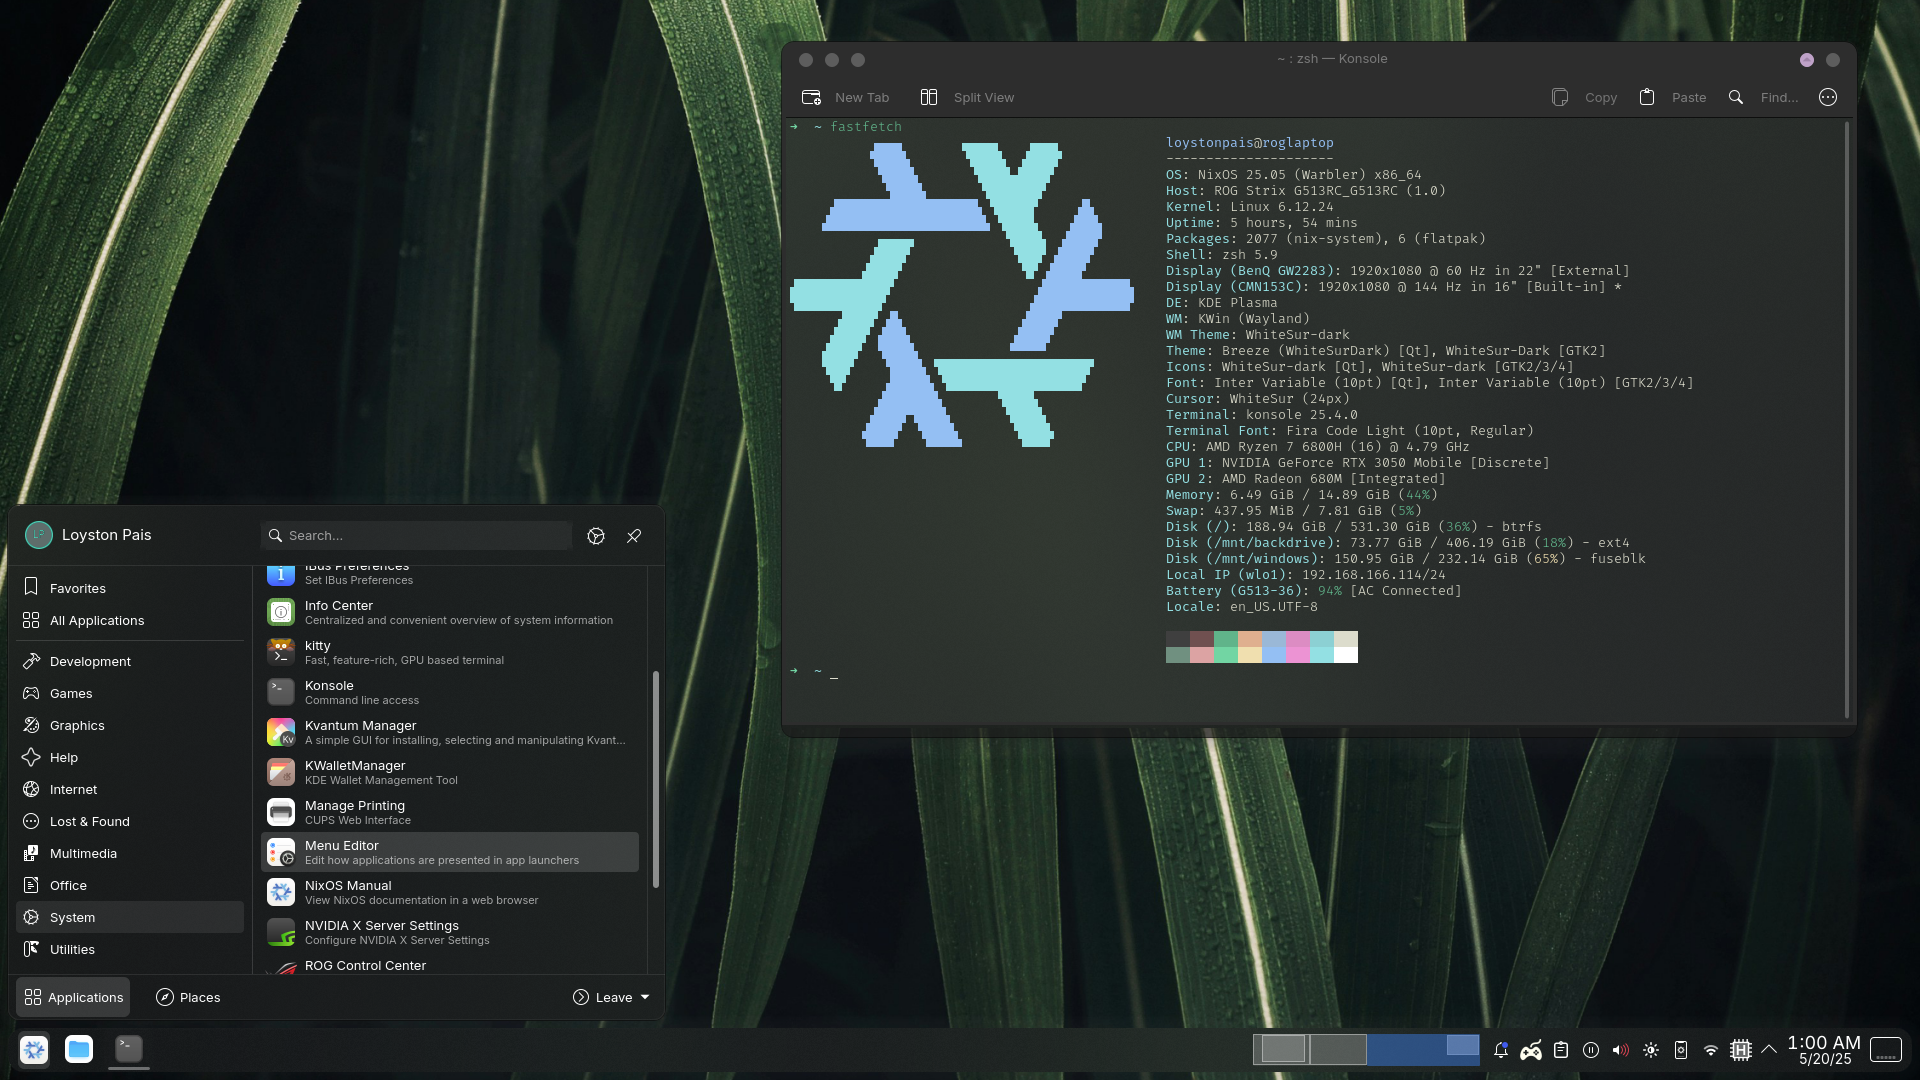 ~ : zsh — Konsole
New Tab
Split View
Copy
Paste
Find...
➜ ~ fastfetch
loystonpais@roglaptop
---------------------
OS: NixOS 25.05 (Warbler) x86_64
Host: ROG Strix G513RC_G513RC (1.0)
Kernel: Linux 6.12.24
Uptime: 5 hours, 54 mins
Packages: 2077 (nix-system), 6 (flatpak)
Shell: zsh 5.9
Display (BenQ GW2283): 1920x1080 @ 60 Hz in 22" [External]
Display (CMN153C): 1920x1080 @ 144 Hz in 16" [Built-in] *
DE: KDE Plasma
WM: KWin (Wayland)
WM Theme: WhiteSur-dark
Theme: Breeze (WhiteSurDark) [Qt], WhiteSur-Dark [GTK2]
Icons: WhiteSur-dark [Qt], WhiteSur-dark [GTK2/3/4]
Font: Inter Variable (10pt) [Qt], Inter Variable (10pt) [GTK2/3/4]
Cursor: WhiteSur (24px)
Terminal: konsole 25.4.0
Terminal Font: Fira Code Light (10pt, Regular)
CPU: AMD Ryzen 7 6800H (16) @ 4.79 GHz
GPU 1: NVIDIA GeForce RTX 3050 Mobile [Discrete]
GPU 2: AMD Radeon 680M [Integrated]
Memory: 6.49 GiB / 14.89 GiB (44%)
Swap: 437.95 MiB / 7.81 GiB (5%)
Disk (/): 188.94 GiB / 531.30 GiB (36%) - btrfs
Disk (/mnt/backdrive): 73.77 GiB / 406.19 GiB (18%) - ext4
Disk (/mnt/windows): 150.95 GiB / 232.14 GiB (65%) - fuseblk
Local IP (wlo1): 192.168.166.114/24
Battery (G513-36): 94% [AC Connected]
Locale: en_US.UTF-8
➜ ~ _
Loyston Pais
Search...
Favorites
All Applications
Development
Games
Graphics
Help
Internet
Lost & Found
Multimedia
Office
System
Utilities
IBus Preferences
Set IBus Preferences
Info Center
Centralized and convenient overview of system information
kitty
Fast, feature-rich, GPU based terminal
Konsole
Command line access
Kvantum Manager
A simple GUI for installing, selecting and manipulating Kvant...
KWalletManager
KDE Wallet Management Tool
Manage Printing
CUPS Web Interface
Menu Editor
Edit how applications are presented in app launchers
NixOS Manual
View NixOS documentation in a web browser
NVIDIA X Server Settings
Configure NVIDIA X Server Settings
ROG Control Center
Applications
Places
Leave
1:00 AM
5/20/25